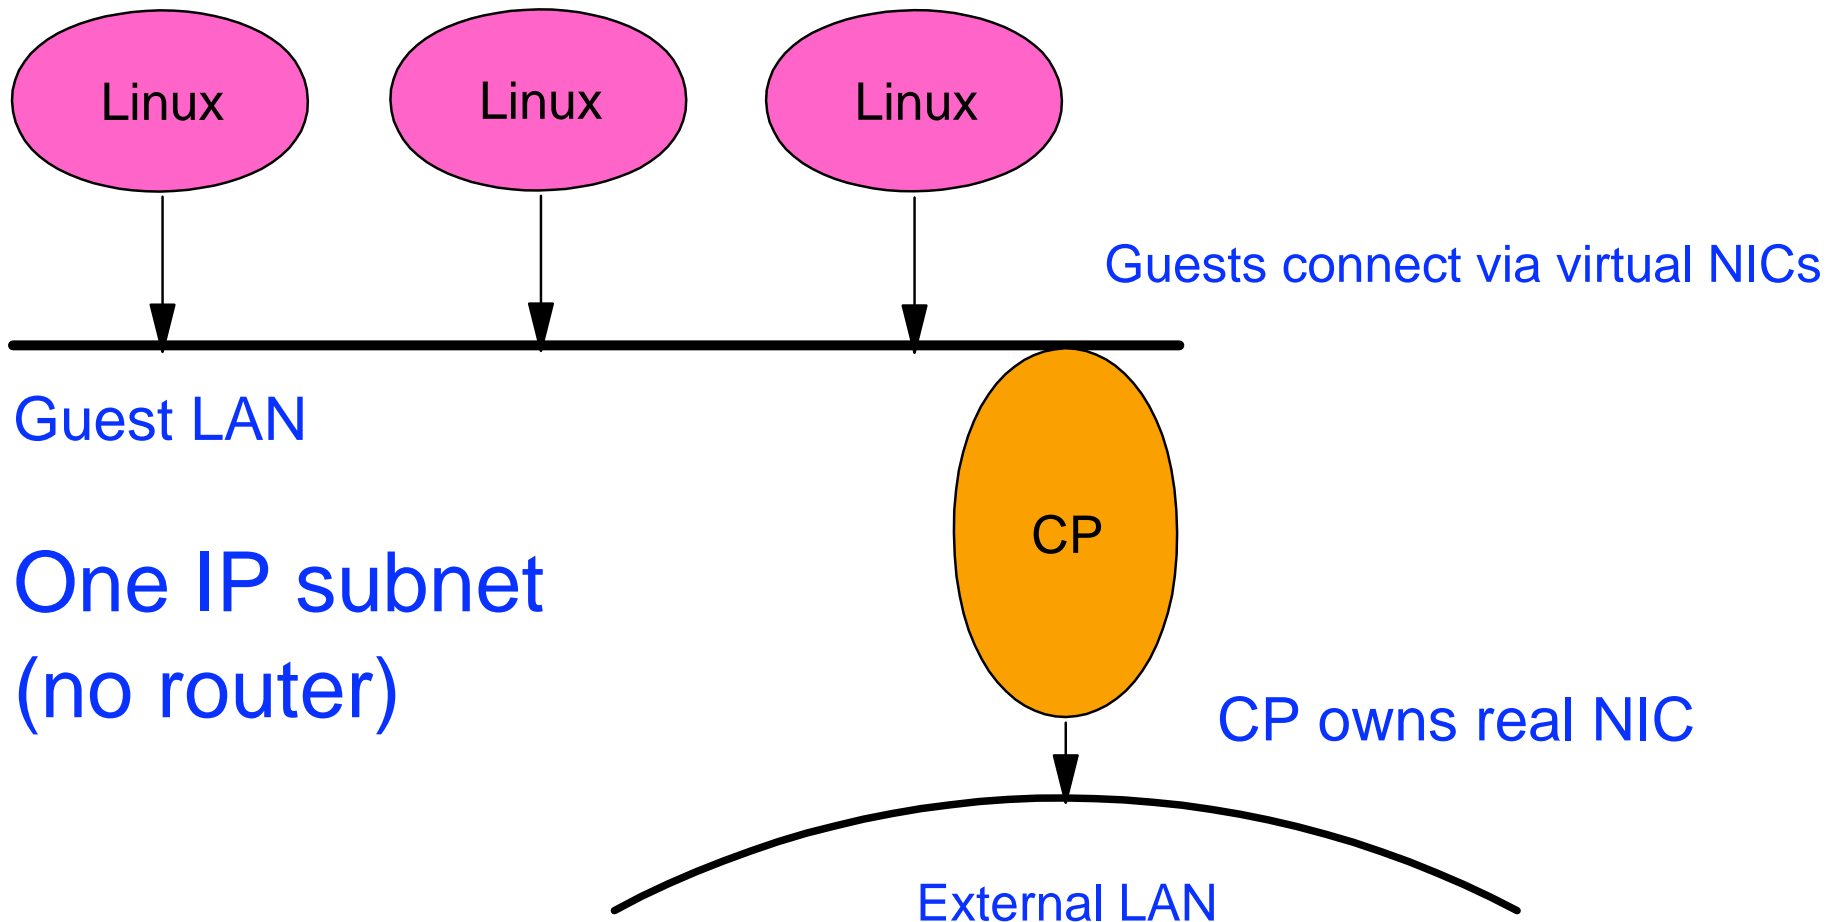 Linux
Linux
Linux
Guests connect via virtual NICs
Guest LAN
CP
One IP subnet
(no router)
CP owns real NIC
External LAN